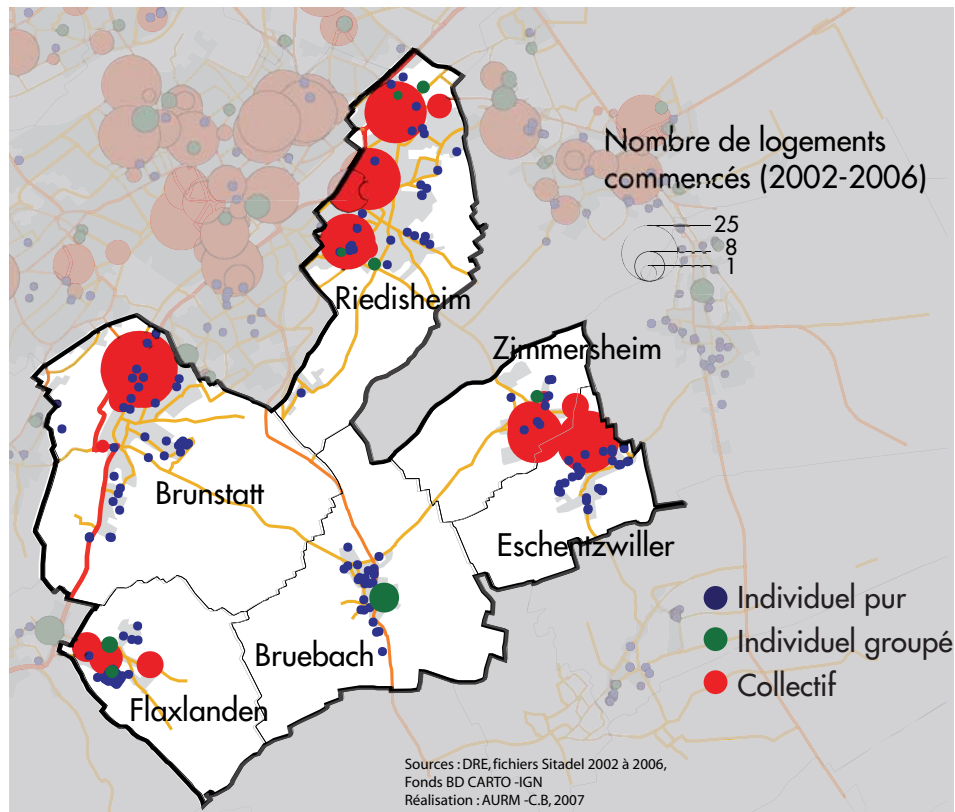 Nombre de logements
commencés (2002-2006)
25
8
1
Riedisheim
Zimmersheim
Brunstatt
Eschentzwiller
Bruebach
Flaxlanden
Individuel pur
Individuel groupé
Collectif
Sources : DRE, fichiers Sitadel 2002 à 2006,
Fonds BD CARTO -IGN
Réalisation : AURM -C.B, 2007